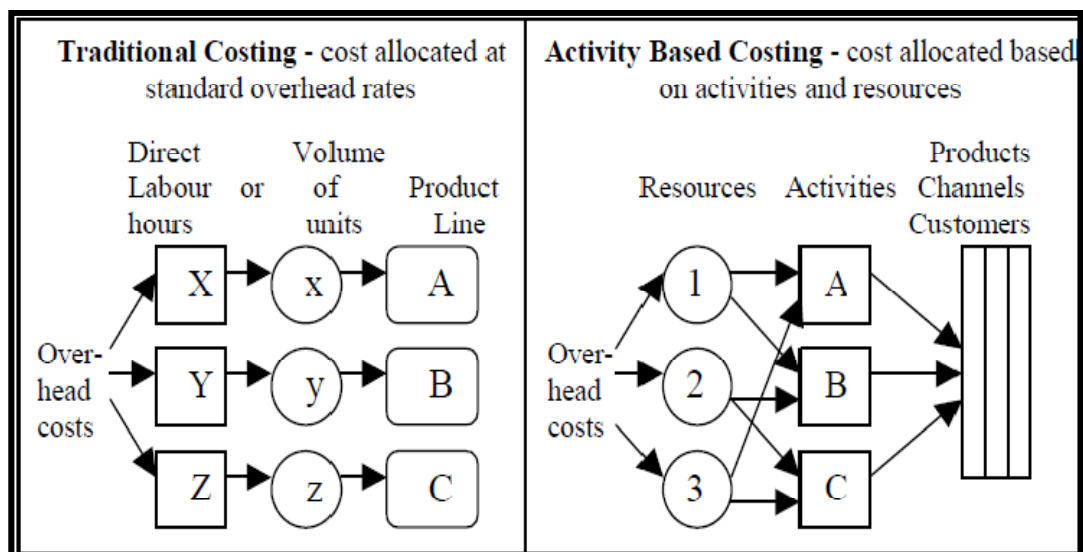 Traditional Costing - cost allocated at
standard overhead rates
Direct Volume
Labour or of Product
hours units Line
X x A
Over-
head
costs
Y y B
Z z C
Activity Based Costing - cost allocated based
on activities and resources
Products
Resources Activities Channels
Customers
1 A
Over-
head
costs
2 B
3 C